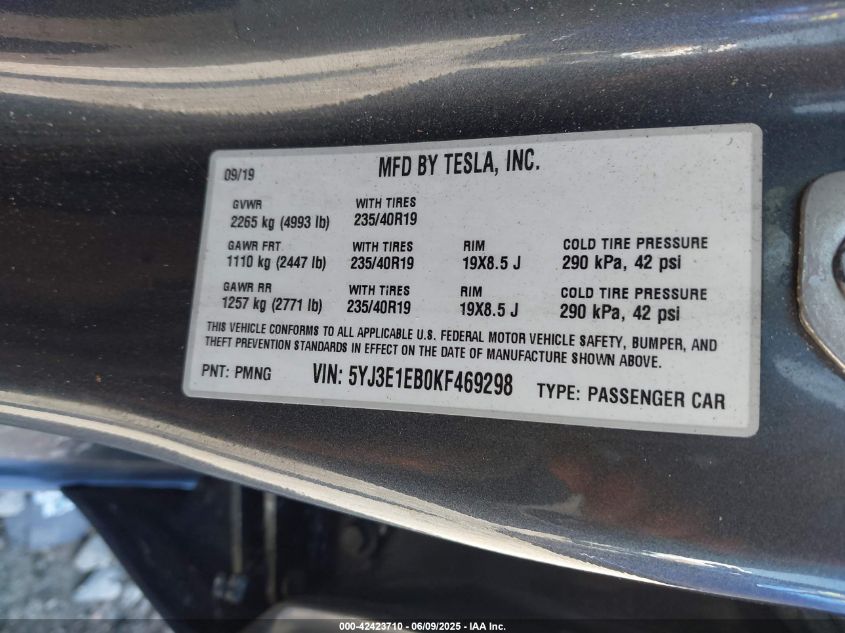 MFD BY TESLA, INC.
09/19
GVWR WITH TIRES
2265 kg (4993 lb) 235/40R19
GAWR FRT WITH TIRES RIM COLD TIRE PRESSURE
1110 kg (2447 lb) 235/40R19 19X8.5 J 290 kPa, 42 psi
GAWR RR WITH TIRES RIM COLD TIRE PRESSURE
1257 kg (2771 lb) 235/40R19 19X8.5 J 290 kPa, 42 psi
THIS VEHICLE CONFORMS TO ALL APPLICABLE U.S. FEDERAL MOTOR VEHICLE SAFETY, BUMPER, AND
THEFT PREVENTION STANDARDS IN EFFECT ON THE DATE OF MANUFACTURE SHOWN ABOVE.
PNT: PMNG VIN: 5YJ3E1EB0KF469298 TYPE: PASSENGER CAR
000-42423710 | 06/09/2025 - IAA Inc.